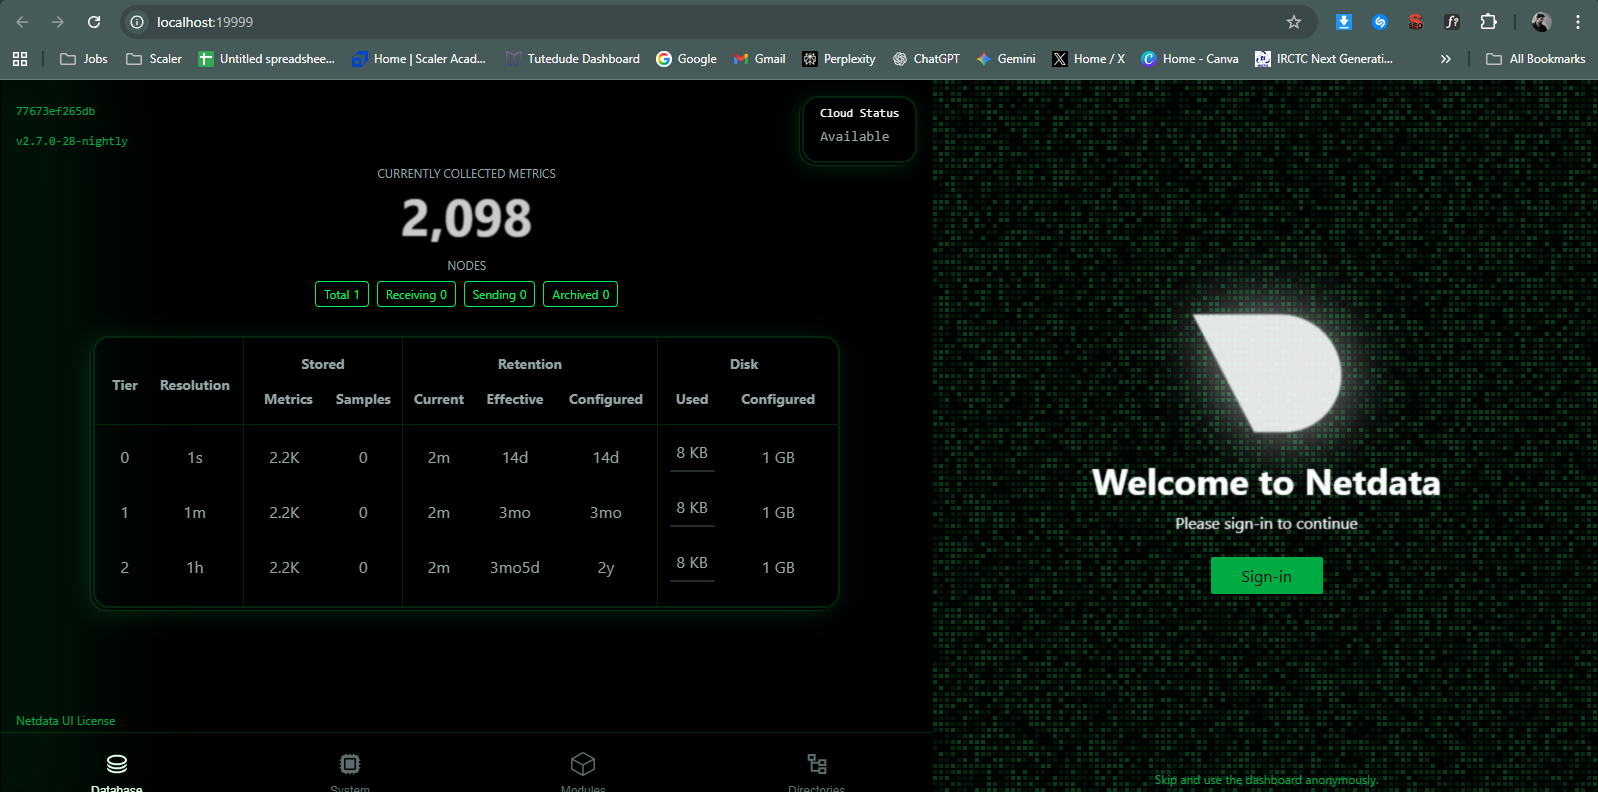 localhost:19999
Jobs
Scaler
Untitled spreadshee...
Home | Scaler Acad...
Tutedude Dashboard
Google
Gmail
Perplexity
ChatGPT
Gemini
Home / X
Home - Canva
IRCTC Next Generati...
»
All Bookmarks
SEO
f?
77673ef265db
v2.7.0-28-nightly
Cloud Status
Available
CURRENTLY COLLECTED METRICS
2,098
NODES
Total 1 Receiving 0 Sending 0 Archived 0
Stored Retention Disk
Tier Resolution
Metrics Samples Current Effective Configured Used Configured
0 1s 2.2K 0 2m 14d 14d 8 KB 1 GB
1 1m 2.2K 0 2m 3mo 3mo 8 KB 1 GB
2 1h 2.2K 0 2m 3mo5d 2y 8 KB 1 GB
Netdata UI License
Database System Modules Directories
Welcome to Netdata
Please sign-in to continue
Sign-in
Skip and use the dashboard anonymously.